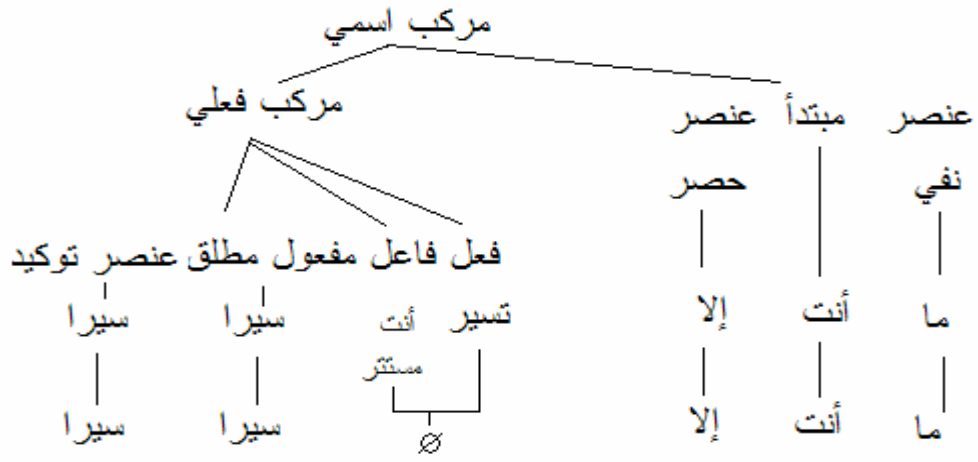 مركب اسمي
عنصر مبتدأ عنصر مركب فعلي
نفي حصر
فعل فاعل مفعول مطلق عنصر توكيد
ما أنت إلا تسير أنت سيرا سيرا
مستتر
ما أنت إلا ∅ سيرا سيرا